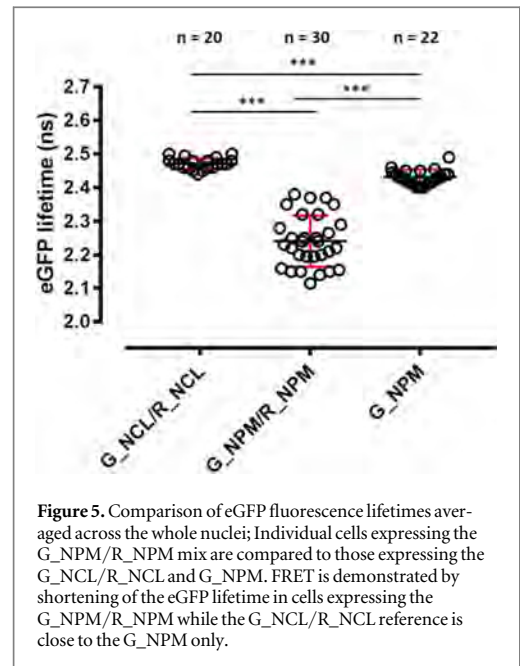 n = 20 n = 30 n = 22
***
*** ***
2.7
2.6
2.5
2.4
2.3
2.2
2.1
2.0
eGFP lifetime (ns)
G_NCL/R_NCL
G_NPM/R_NPM
G_NPM
Figure 5. Comparison of eGFP fluorescence lifetimes aver-
aged across the whole nuclei; Individual cells expressing the
G_NPM/R_NPM mix are compared to those expressing the
G_NCL/R_NCL and G_NPM. FRET is demonstrated by
shortening of the eGFP lifetime in cells expressing the
G_NPM/R_NPM while the G_NCL/R_NCL reference is
close to the G_NPM only.